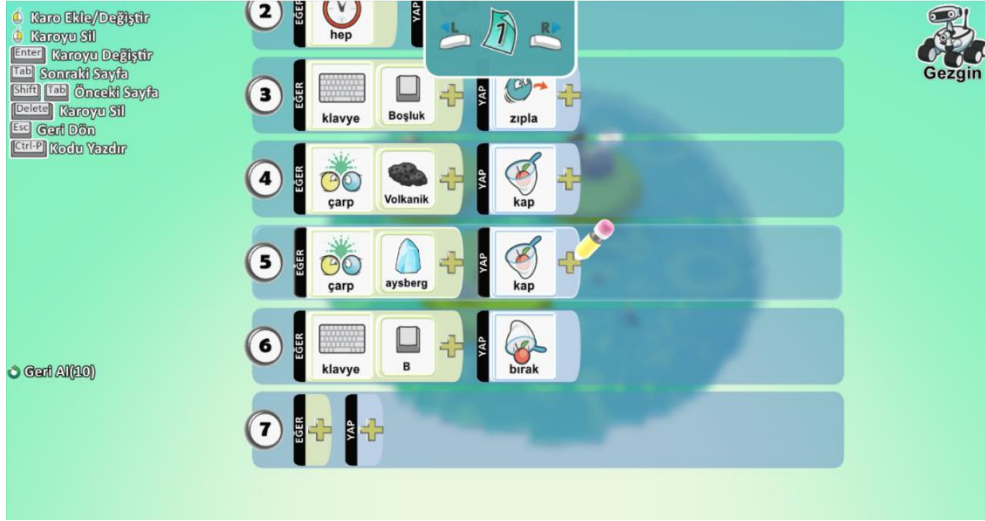 Karo Ekle/Değiştir
Karoyu Sil
Enter Karoyu Değiştir
Tab Sonraki Sayfa
Shift Tab Önceki Sayfa
Delete Karoyu Sil
Esc Geri Dön
Ctrl-P Kodu Yazdır
Geri Al(10)
Gezgin
L 1 R
2 EĞER hep YAP
3 EĞER klavye Boşluk YAP zıpla
4 EĞER çarp Volkanik YAP kap
5 EĞER çarp aysberg YAP kap
6 EĞER klavye B YAP bırak
7 EĞER YAP